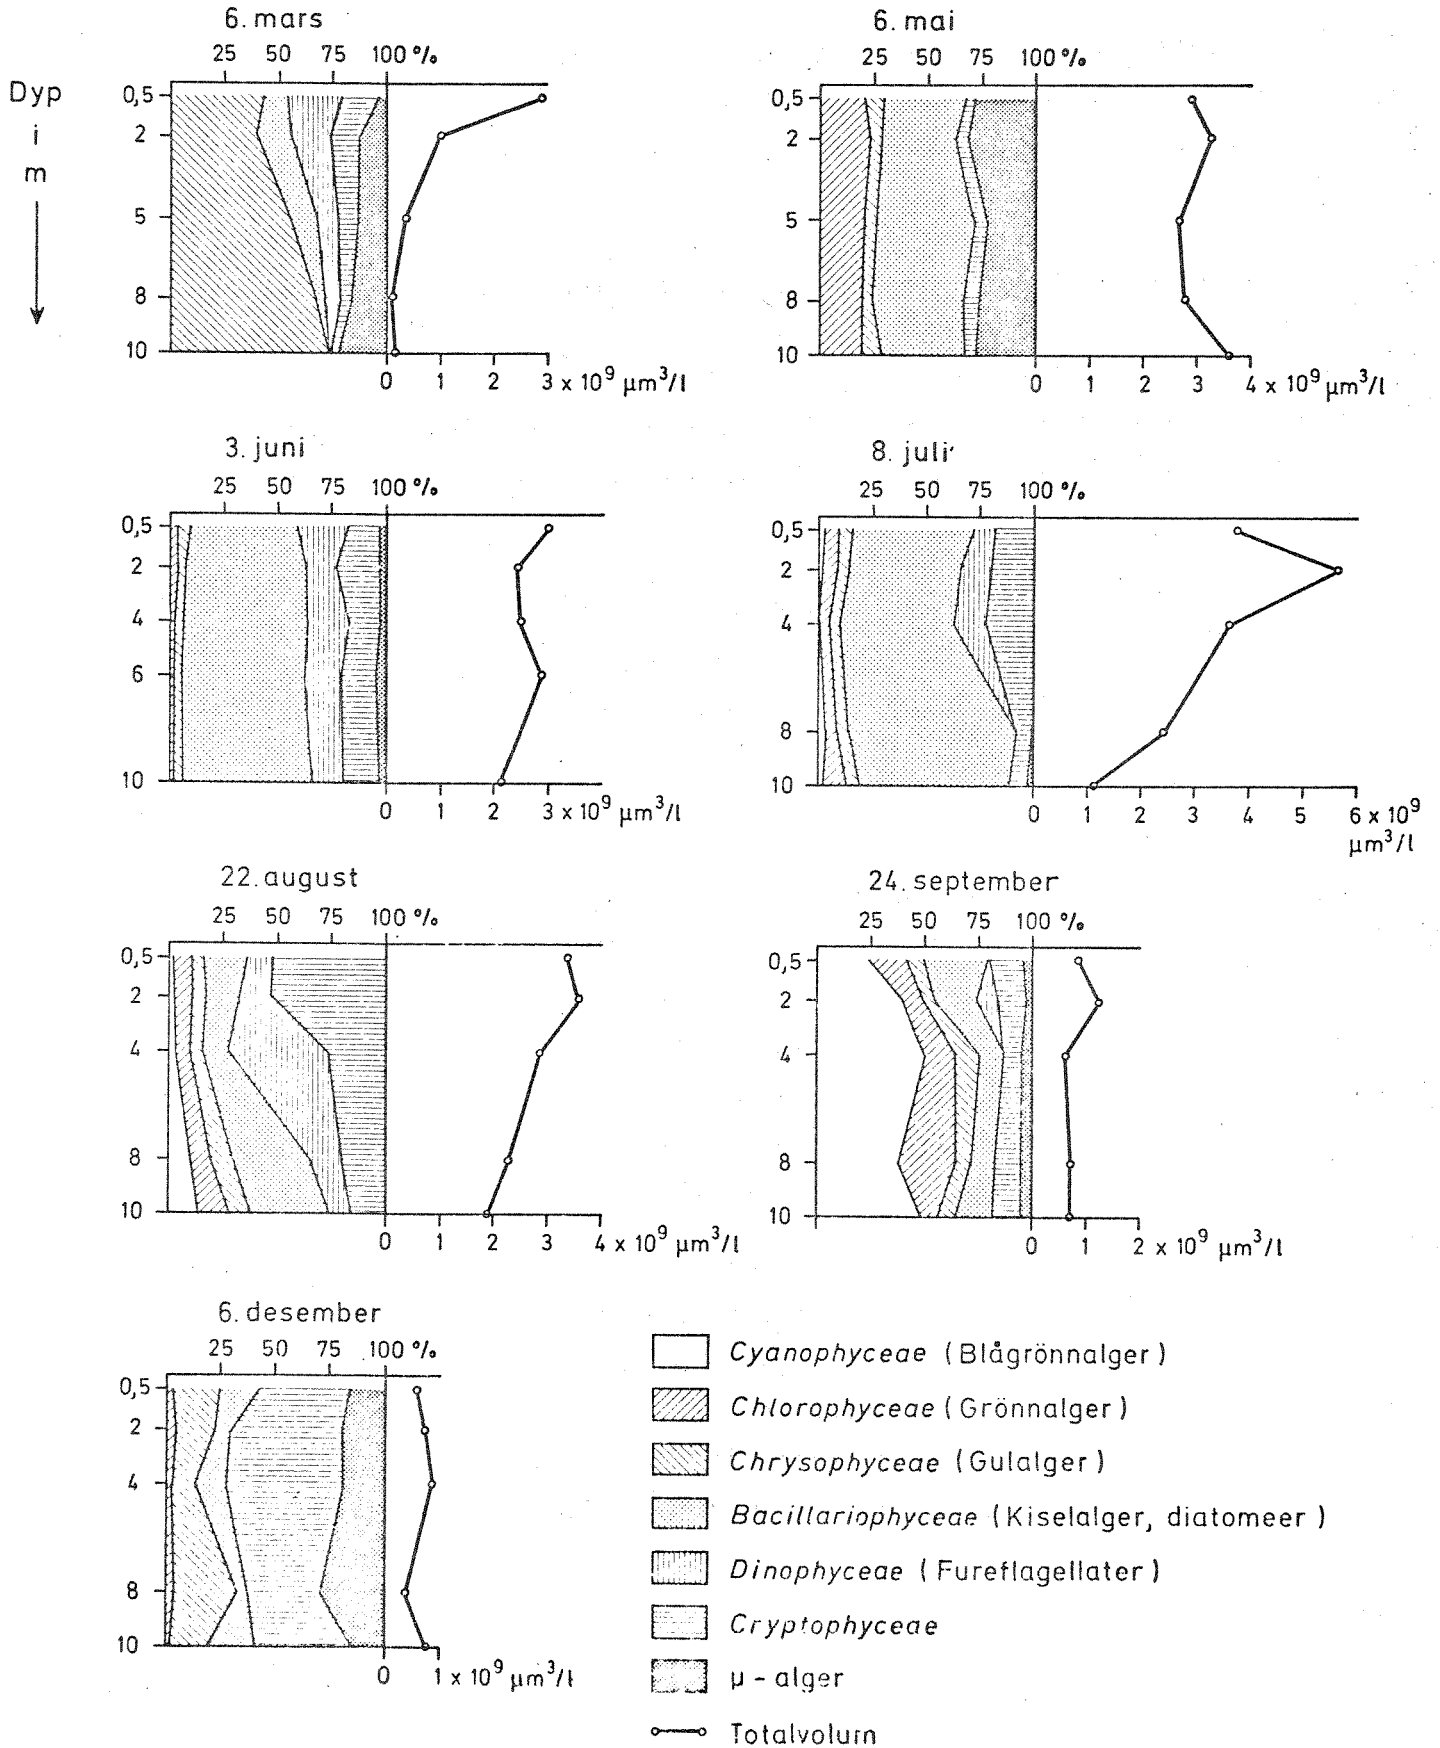 6. mars
25 50 75 100 %
Dyp
i
m
0,5
2
5
8
10
0 1 2 3 x 10⁹ µm³/l
6. mai
25 50 75 100 %
0,5
2
5
8
10
0 1 2 3 4 x 10⁹ µm³/l
3. juni
25 50 75 100 %
0,5
2
4
6
10
0 1 2 3 x 10⁹ µm³/l
8. juli
25 50 75 100 %
0,5
2
4
8
10
0 1 2 3 4 5 6 x 10⁹
µm³/l
22. august
25 50 75 100 %
0,5
2
4
8
10
0 1 2 3 4 x 10⁹ µm³/l
24. september
25 50 75 100 %
0,5
2
4
8
10
0 1 2 x 10⁹ µm³/l
6. desember
25 50 75 100 %
0,5
2
4
8
10
0 1 x 10⁹ µm³/l
Cyanophyceae (Blågrönnalger)
Chlorophyceae (Grönnalger)
Chrysophyceae (Gulalger)
Bacillariophyceae (Kiselalger, diatomeer)
Dinophyceae (Fureflagellater)
Cryptophyceae
µ - alger
Totalvolum